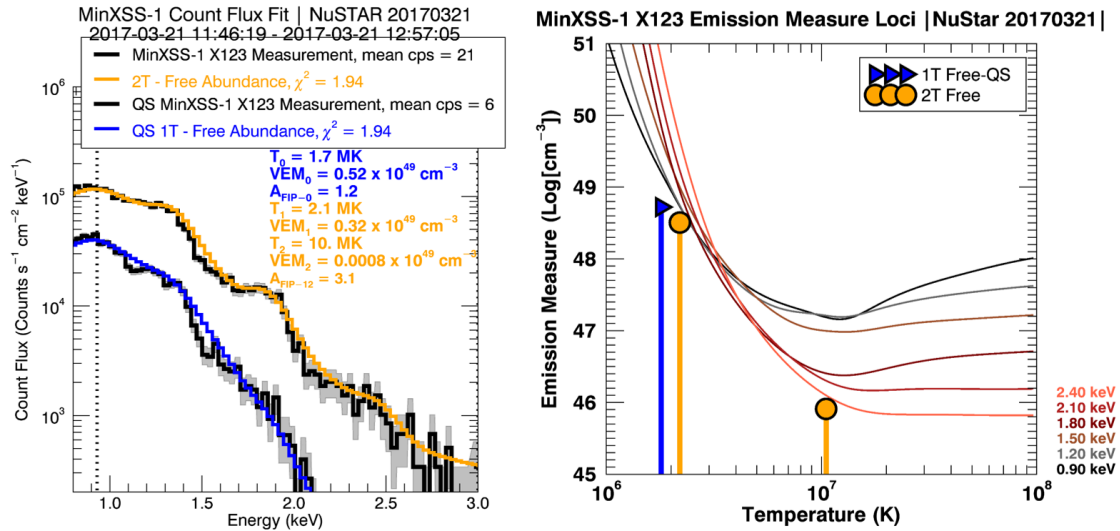 MinXSS-1 Count Flux Fit | NuSTAR 20170321
2017-03-21 11:46:19 - 2017-03-21 12:57:05
MinXSS-1 X123 Measurement, mean cps = 21
2T - Free Abundance, χ² = 1.94
QS MinXSS-1 X123 Measurement, mean cps = 6
QS 1T - Free Abundance, χ² = 1.94
T₀ = 1.7 MK
VEM₀ = 0.52 x 10⁴⁹ cm⁻³
A_FIP-0 = 1.2
T₁ = 2.1 MK
VEM₁ = 0.32 x 10⁴⁹ cm⁻³
T₂ = 10. MK
VEM₂ = 0.0008 x 10⁴⁹ cm⁻³
A_FIP-12 = 3.1
Count Flux (Counts s⁻¹ cm⁻² keV⁻¹)
10⁶
10⁵
10⁴
10³
1.0 1.5 2.0 2.5 3.0
Energy (keV)
MinXSS-1 X123 Emission Measure Loci |NuStar 20170321|
1T Free-QS
2T Free
Emission Measure (Log[cm⁻³])
51
50
49
48
47
46
45
10⁶ 10⁷ 10⁸
Temperature (K)
2.40 keV
2.10 keV
1.80 keV
1.50 keV
1.20 keV
0.90 keV